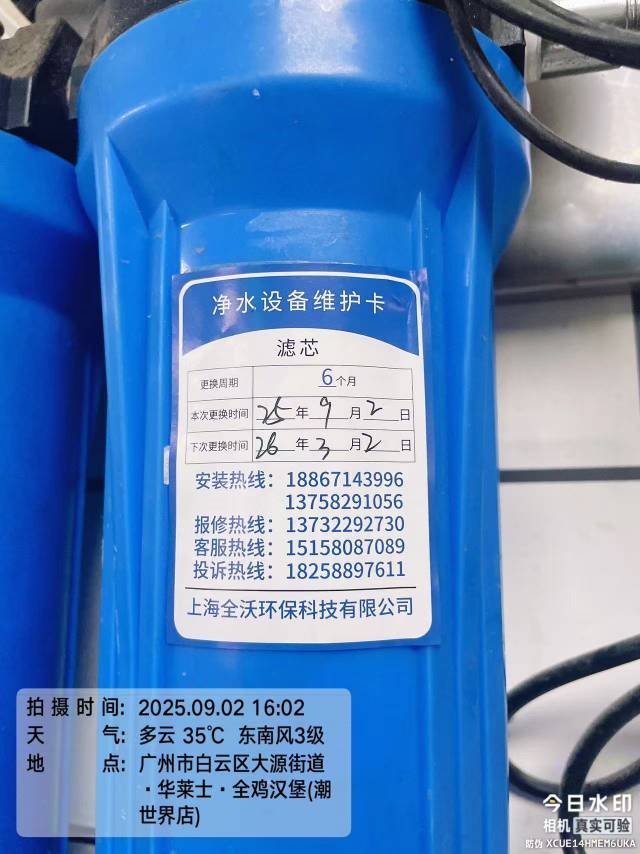 净水设备维护卡
滤芯
更换周期 6个月
本次更换时间 25年9月2日
下次更换时间 26年3月2日
安装热线：18867143996
13758291056
报修热线：13732292730
客服热线：15158087089
投诉热线：18258897611
上海全沃环保科技有限公司
拍摄时间：2025.09.02 16:02
天气：多云 35℃ 东南风3级
地点：广州市白云区大源街道
·华莱士·全鸡汉堡(潮
世界店)
今日水印
相机 真实可验
防伪 XCUE14HMEM6UKA